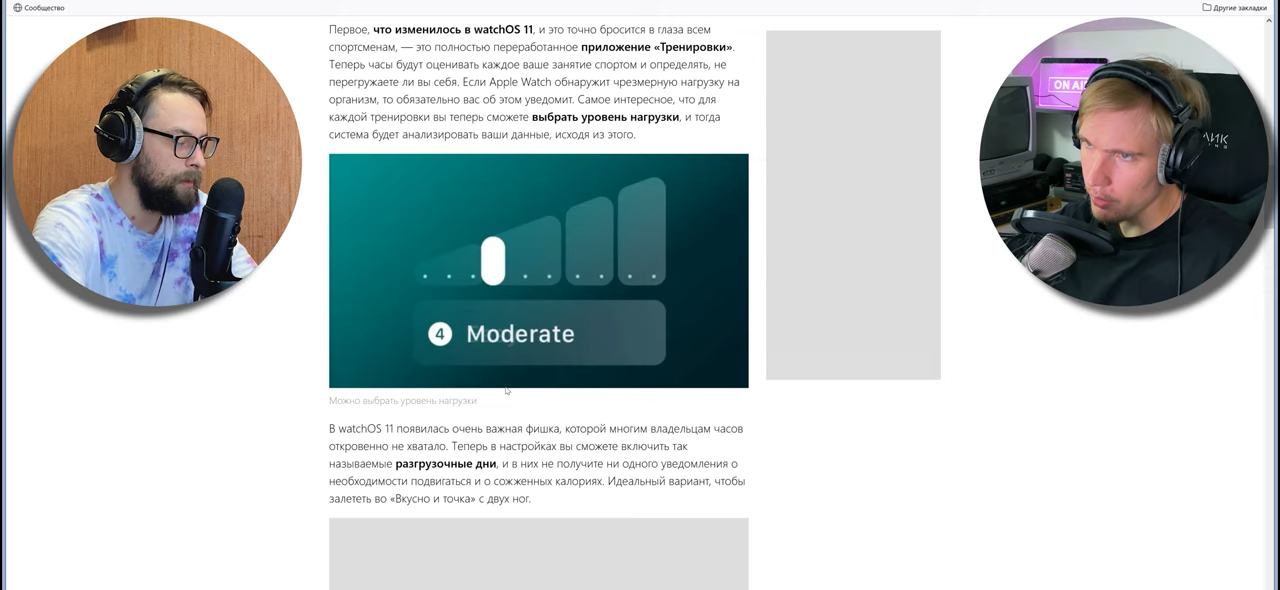 Сообщество
Другие закладки
Первое, что изменилось в watchOS 11, и это точно бросится в глаза всем
спортсменам, — это полностью переработанное приложение «Тренировки».
Теперь часы будут оценивать каждое ваше занятие спортом и определять, не
перегружаете ли вы себя. Если Apple Watch обнаружит чрезмерную нагрузку на
организм, то обязательно вас об этом уведомит. Самое интересное, что для
каждой тренировки вы теперь сможете выбрать уровень нагрузки, и тогда
система будет анализировать ваши данные, исходя из этого.
ON AI
4 Moderate
Можно выбрать уровень нагрузки
В watchOS 11 появилась очень важная фишка, которой многим владельцам часов
откровенно не хватало. Теперь в настройках вы сможете включить так
называемые разгрузочные дни, и в них не получите ни одного уведомления о
необходимости подвигаться и о сожженных калориях. Идеальный вариант, чтобы
залететь во «Вкусно и точка» с двух ног.